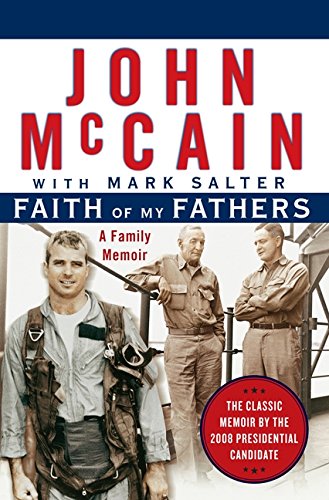 JOHN
McCAIN
WITH MARK SALTER
FAITH OF MY FATHERS
A Family
Memoir
THE CLASSIC
MEMOIR BY THE
2008 PRESIDENTIAL
CANDIDATE